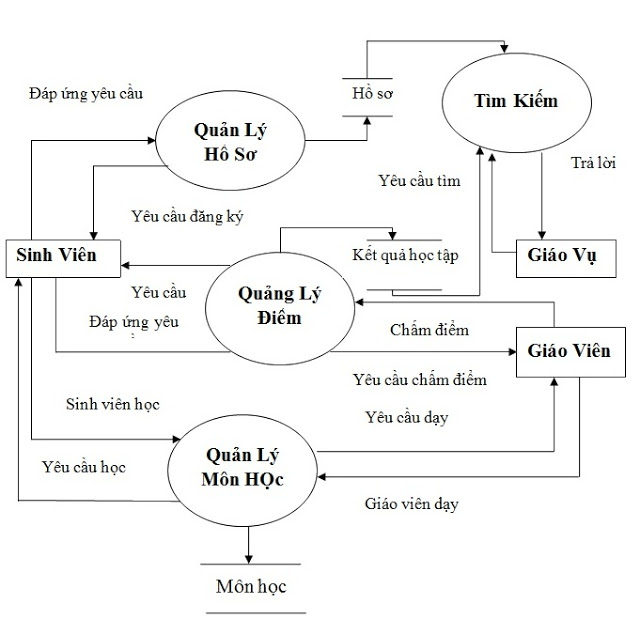 Đáp ứng yêu cầu
Hồ sơ
Tìm Kiếm
Quản Lý
Hô Sơ
Trả lời
Yêu cầu tìm
Yêu cầu đăng ký
Sinh Viên
Kết quả học tập
Giáo Vụ
Yêu cầu
Quảng Lý
Điêm
Đáp ứng yêu
Chấm điểm
Giáo Viên
Yêu cầu chấm điểm
Sinh viên học
Yêu cầu dạy
Quản Lý
Môn HỌc
Yêu cầu học
Giáo viên dạy
Môn học